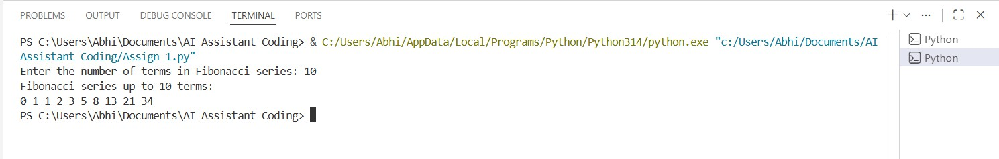 PROBLEMS OUTPUT DEBUG CONSOLE TERMINAL PORTS
PS C:\Users\Abhi\Documents\AI Assistant Coding> & C:/Users/Abhi/AppData/Local/Programs/Python/Python314/python.exe "c:/Users/Abhi/Documents/AI
Assistant Coding/Assign 1.py"
Enter the number of terms in Fibonacci series: 10
Fibonacci series up to 10 terms:
0 1 1 2 3 5 8 13 21 34
PS C:\Users\Abhi\Documents\AI Assistant Coding>
Python
Python